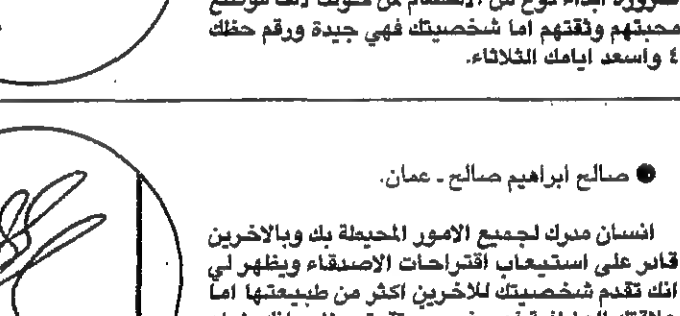 محبتهم وثقتهم اما شخصيتك فهي جيدة ورقم حظك
٤ واسعد ايامك الثلاثاء.
● صالح ابراهيم صالح ـ عمان.
انسان مدرك لجميع الامور المحيطة بك وبالاخرين
قادر على استيعاب اقتراحات الاصدقاء ويظهر لي
انك تقدم شخصيتك للاخرين اكثر من طبيعتها اما